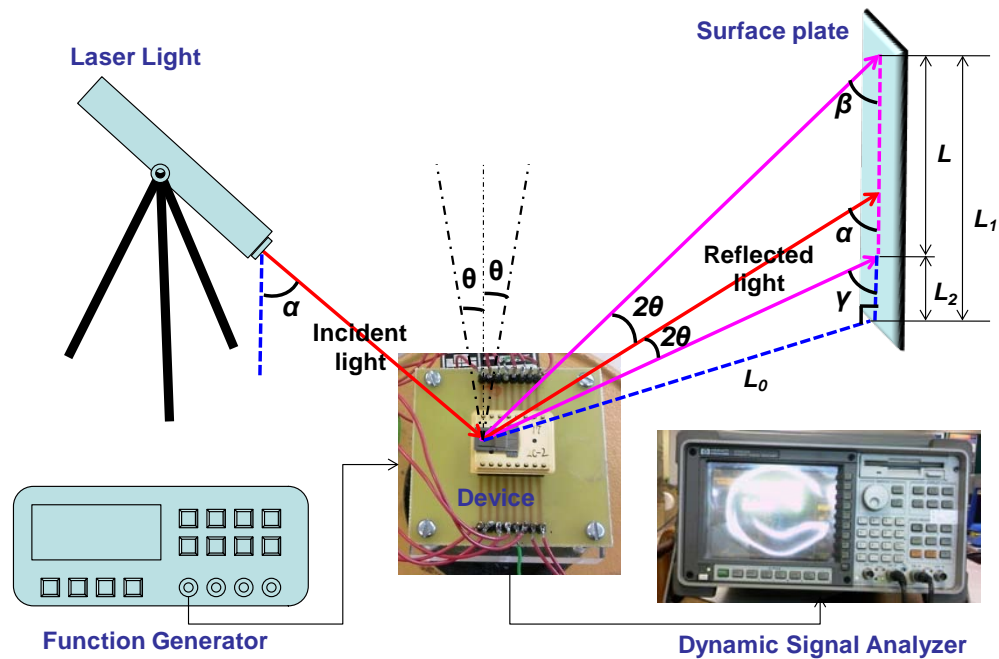 Surface plate
Laser Light
β
L
L1
α
Reflected
light
L2
γ
θ
θ
α
2θ
2θ
Incident
light
L0
Device
Function Generator
Dynamic Signal Analyzer